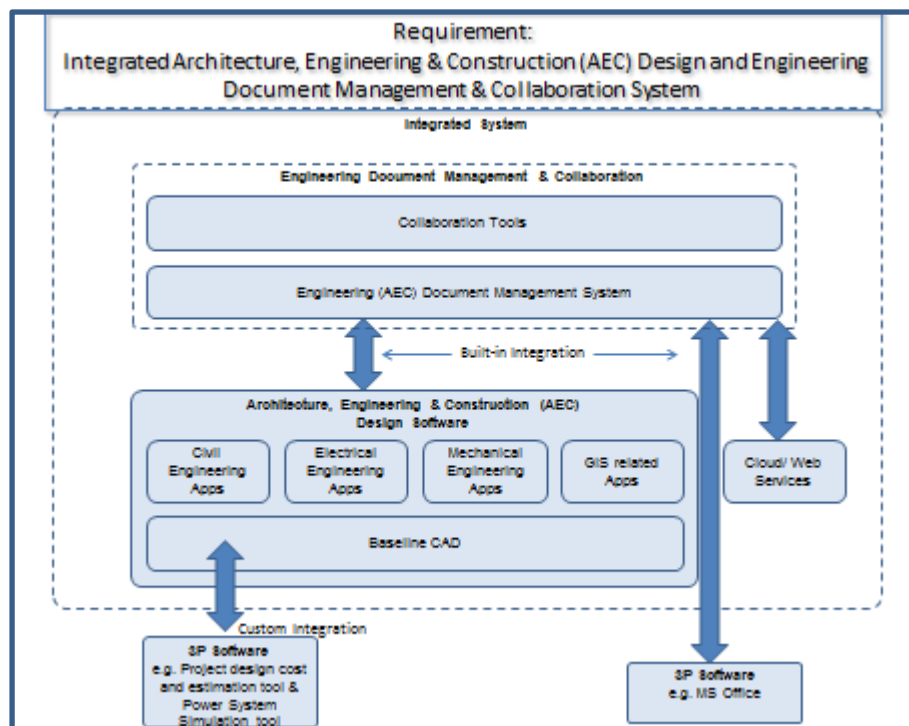 Requirement:
Integrated Architecture, Engineering & Construction (AEC) Design and Engineering
Document Management & Collaboration System
Integrated System
Engineering Document Management & Collaboration
Collaboration Tools
Engineering (AEC) Document Management System
Built-in Integration
Architecture, Engineering & Construction (AEC)
Design Software
Civil
Engineering
Apps
Electrical
Engineering
Apps
Mechanical
Engineering
Apps
GIS related
Apps
Cloud/ Web
Services
Baseline CAD
Custom Integration
3P Software
e.g. Project design cost
and estimation tool &
Power System
Simulation tool
3P Software
e.g. MS Office